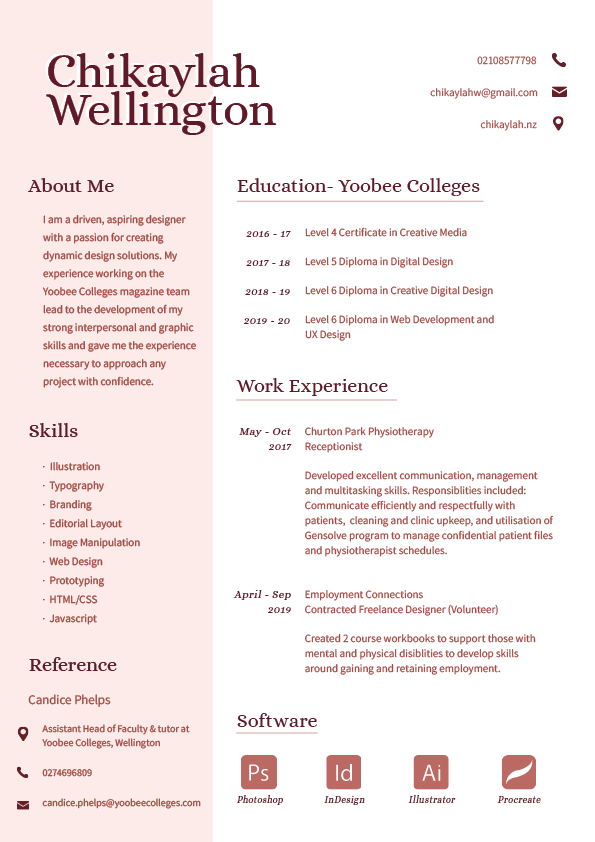 Chikaylah
Wellington
02108577798
chikaylahw@gmail.com
chikaylah.nz
About Me
I am a driven, aspiring designer
with a passion for creating
dynamic design solutions. My
experience working on the
Yoobee Colleges magazine team
lead to the development of my
strong interpersonal and graphic
skills and gave me the experience
necessary to approach any
project with confidence.
Skills
· Illustration
· Typography
· Branding
· Editorial Layout
· Image Manipulation
· Web Design
· Prototyping
· HTML/CSS
· Javascript
Reference
Candice Phelps
Assistant Head of Faculty & tutor at
Yoobee Colleges, Wellington
0274696809
candice.phelps@yoobeecolleges.com
Education- Yoobee Colleges
2016 - 17 Level 4 Certificate in Creative Media
2017 - 18 Level 5 Diploma in Digital Design
2018 - 19 Level 6 Diploma in Creative Digital Design
2019 - 20 Level 6 Diploma in Web Development and
UX Design
Work Experience
May - Oct Churton Park Physiotherapy
2017 Receptionist
Developed excellent communication, management
and multitasking skills. Responsiblities included:
Communicate efficiently and respectfully with
patients,  cleaning and clinic upkeep, and utilisation of
Gensolve program to manage confidential patient files
and physiotherapist schedules.
April - Sep Employment Connections
2019 Contracted Freelance Designer (Volunteer)
Created 2 course workbooks to support those with
mental and physical disiblities to develop skills
around gaining and retaining employment.
Software
Ps Id Ai
Photoshop InDesign Illustrator Procreate